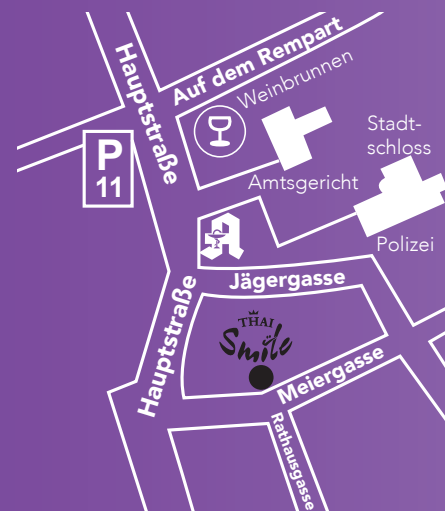 Hauptstraße
Auf dem Rempart
Weinbrunnen
P
11
Stadt-
schloss
Amtsgericht
Polizei
A
Jägergasse
Hauptstraße
THAI
Smile
Meiergasse
Rathausgasse